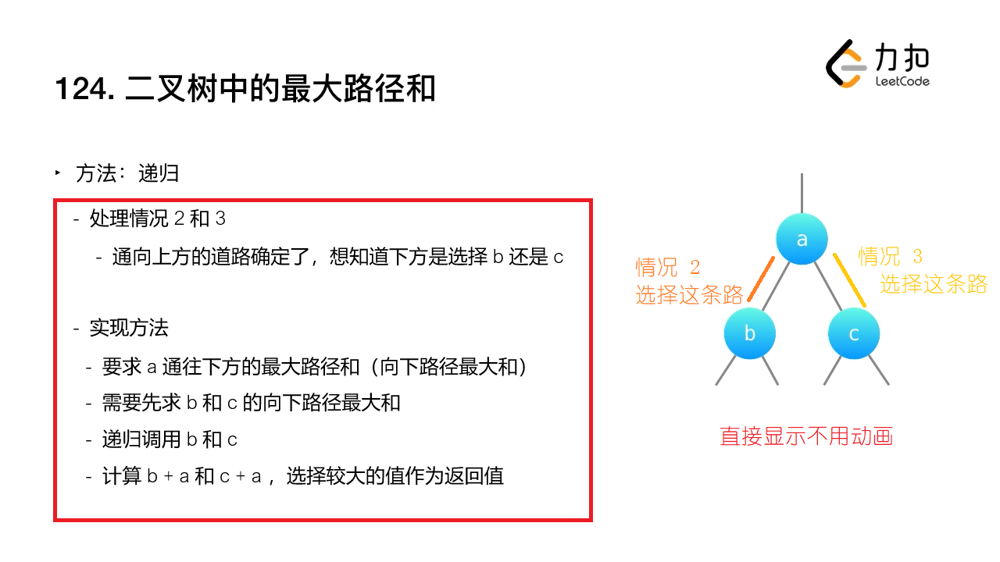 124. 二叉树中的最大路径和
力扣
LeetCode
‣ 方法：递归
- 处理情况 2 和 3
- 通向上方的道路确定了，想知道下方是选择 b 还是 c
- 实现方法
- 要求 a 通往下方的最大路径和（向下路径最大和）
- 需要先求 b 和 c 的向下路径最大和
- 递归调用 b 和 c
- 计算 b + a 和 c + a ，选择较大的值作为返回值
a
情况 2
选择这条路
情况 3
选择这条路
b
c
直接显示不用动画